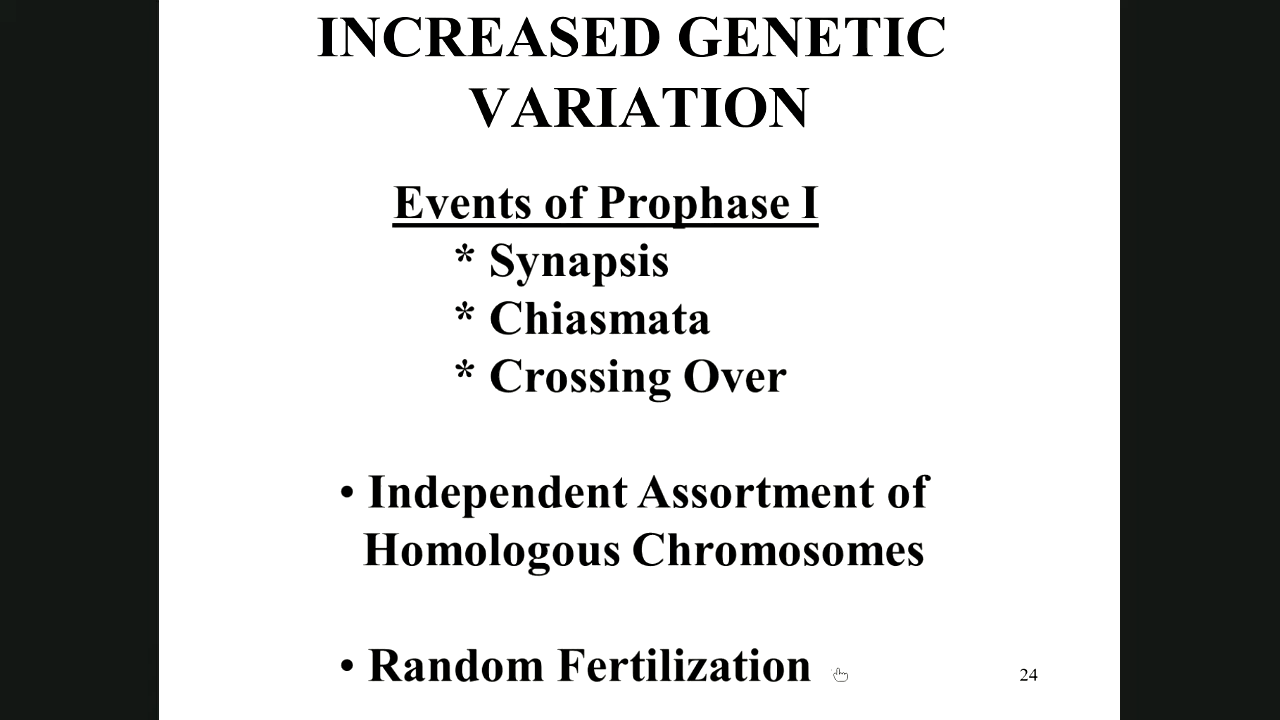 INCREASED GENETIC
VARIATION
Events of Prophase I
* Synapsis
* Chiasmata
* Crossing Over
• Independent Assortment of
Homologous Chromosomes
• Random Fertilization
24